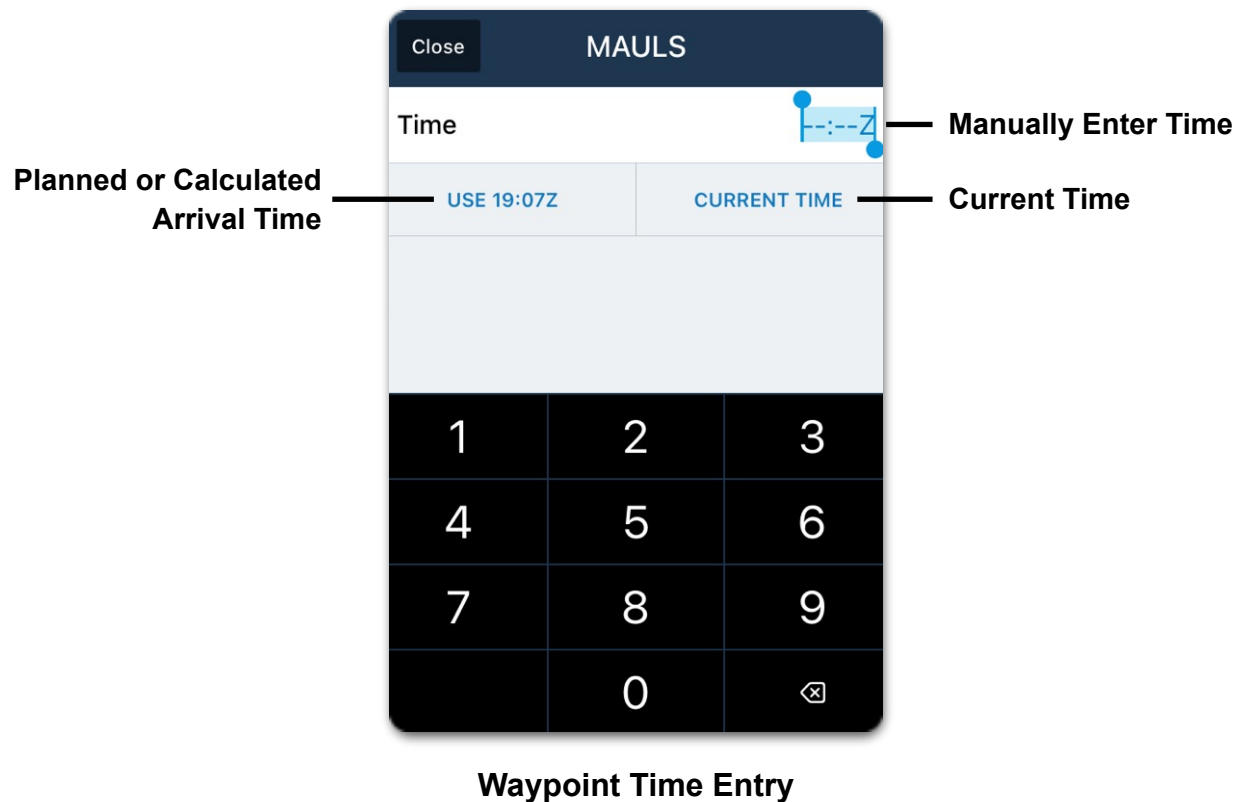 Close
MAULS
Time
--:--Z
Manually Enter Time
Planned or Calculated
Arrival Time
USE 19:07Z
CURRENT TIME
Current Time
1 2 3
4 5 6
7 8 9
0
Waypoint Time Entry